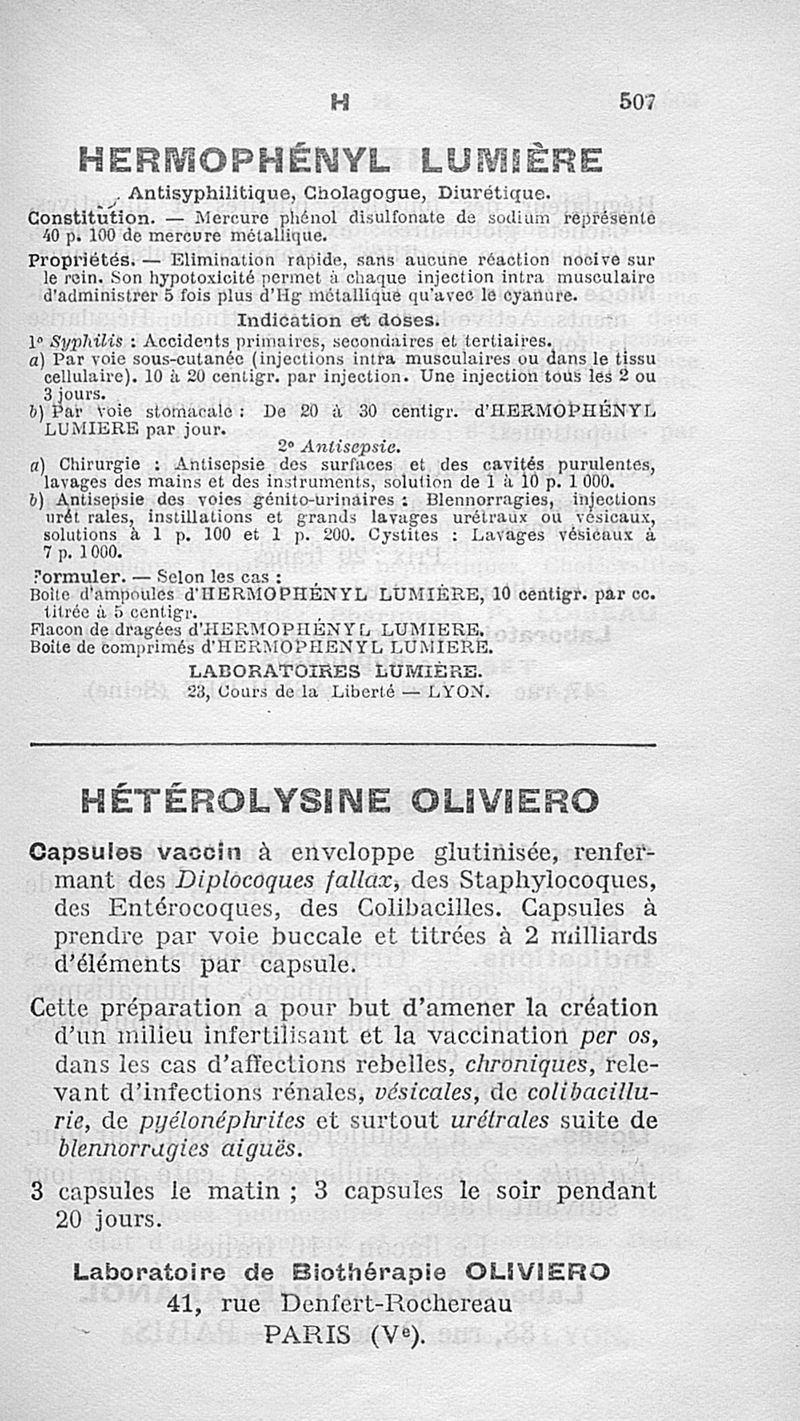 H 507
HERMOPHÉNYL LUMIÈRE
Antisyphilitique, Cholagogue, Diurétique.
Constitution. — Mercure phénol disulfonate de sodium représente
40 p. 100 de mercure métallique.
Propriétés. — Elimination rapide, sans aucune réaction nocive sur
le rein. Son hypotoxicité permet à chaque injection intra musculaire
d'administrer 5 fois plus d'Hg métallique qu'avec le cyanure.
Indication et doses.
1º Syphilis : Accidents primaires, secondaires et tertiaires.
a) Par voie sous-cutanée (injections intra musculaires ou dans le tissu
cellulaire). 10 à 20 centigr. par injection. Une injection tous les 2 ou
3 jours.
b) Par voie stomacale : De 20 à 30 centigr. d'HERMOPHÉNYL
LUMIERE par jour.
2º Antisepsie.
a) Chirurgie : Antisepsie des surfaces et des cavités purulentes,
lavages des mains et des instruments, solution de 1 à 10 p. 1 000.
b) Antisepsie des voies génito-urinaires : Blennorragies, injections
urét rales, instillations et grands lavages urétraux ou vésicaux,
solutions à 1 p. 100 et 1 p. 200. Cystites : Lavages vésicaux à
7 p. 1000.
Formuler. — Selon les cas :
Boîte d'ampoules d'HERMOPHÉNYL LUMIÈRE, 10 centigr. par cc.
titrée à 5 centigr.
Flacon de dragées d'HERMOPHÉNYL LUMIERE.
Boite de comprimés d'HERMOPHENYL LUMIERE.
LABORATOIRES LUMIÈRE.
23, Cours de la Liberté — LYON.
HÉTÉROLYSINE OLIVIERO
Capsules vaccin à enveloppe glutinisée, renfer-
mant des Diplocoques fallax, des Staphylocoques,
des Entérocoques, des Colibacilles. Capsules à
prendre par voie buccale et titrées à 2 milliards
d'éléments par capsule.
Cette préparation a pour but d'amener la création
d'un milieu infertilisant et la vaccination per os,
dans les cas d'affections rebelles, chroniques, rele-
vant d'infections rénales, vésicales, de colibacillu-
rie, de pyélonéphrites et surtout urétrales suite de
blennorragies aiguës.
3 capsules le matin ; 3 capsules le soir pendant
20 jours.
Laboratoire de Biothérapie OLIVIERO
41, rue Denfert-Rochereau
PARIS (Vᵉ).